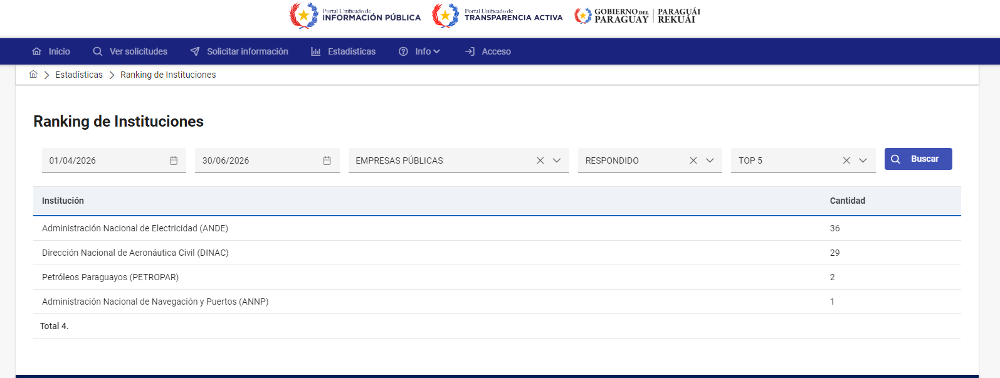 Portal Unificado de
INFORMACIÓN PÚBLICA
Portal Unificado de
TRANSPARENCIA ACTIVA
GOBIERNO DEL
PARAGUAY
PARAGUÁI
REKUÁI
Inicio
Ver solicitudes
Solicitar información
Estadísticas
Info
Acceso
Estadísticas
Ranking de Instituciones
Ranking de Instituciones
01/04/2026
30/06/2026
EMPRESAS PÚBLICAS
RESPONDIDO
TOP 5
Buscar
Institución Cantidad
Administración Nacional de Electricidad (ANDE) 36
Dirección Nacional de Aeronáutica Civil (DINAC) 29
Petróleos Paraguayos (PETROPAR) 2
Administración Nacional de Navegación y Puertos (ANNP) 1
Total 4.